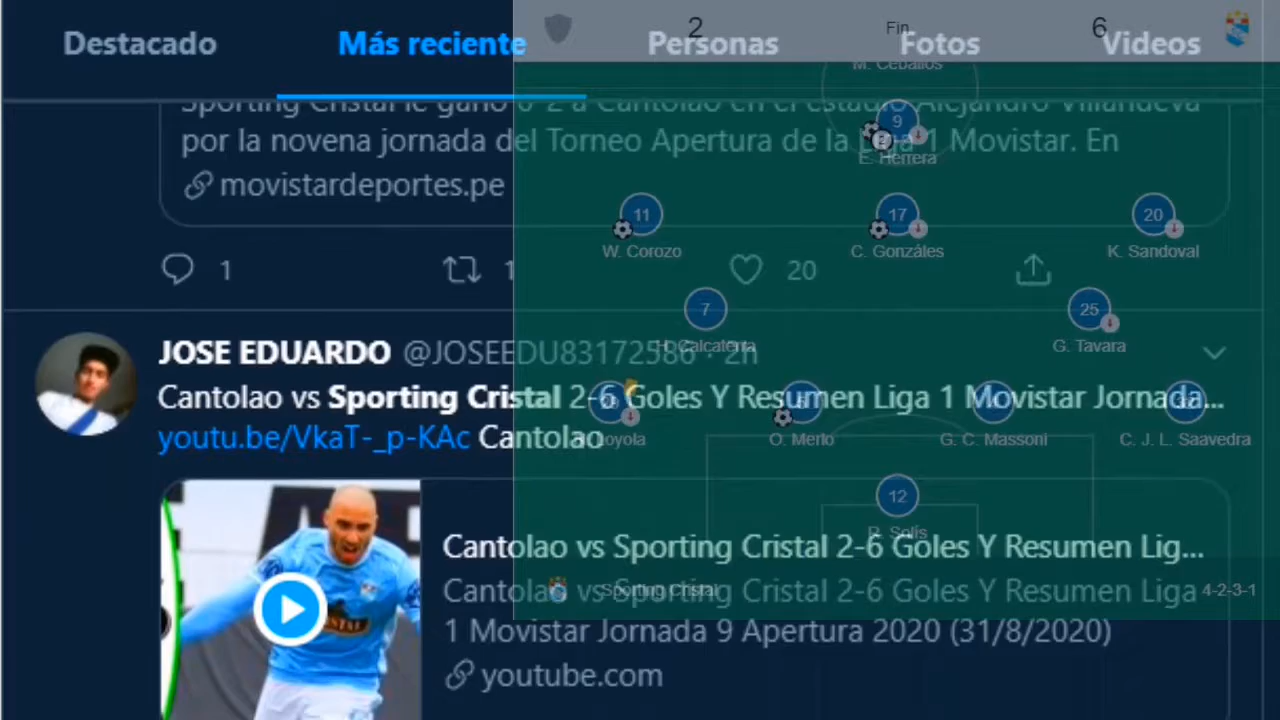 Destacado
Más reciente
Personas
Fotos
Videos
2
Fin
6
M. Ceballos
Sporting Cristal le ganó 6-2 a Cantolao en el estadio Alejandro Villanueva
por la novena jornada del Torneo Apertura de la Liga 1 Movistar. En
movistardeportes.pe
9
2
E. Herrera
11
W. Corozo
17
C. Gonzáles
20
K. Sandoval
1
1
20
7
H. Calcaterra
25
G. Tavara
JOSE EDUARDO @JOSEEDU83172586 · 2h
Cantolao vs Sporting Cristal 2-6 Goles Y Resumen Liga 1 Movistar Jornada...
youtu.be/VkaT-_p-KAc Cantolao
Loyola
O. Merlo
G. C. Massoni
C. J. L. Saavedra
12
R. Solís
Cantolao vs Sporting Cristal 2-6 Goles Y Resumen Lig...
Cantolao vs Sporting Cristal 2-6 Goles Y Resumen Liga
1 Movistar Jornada 9 Apertura 2020 (31/8/2020)
youtube.com
Sporting Cristal
4-2-3-1